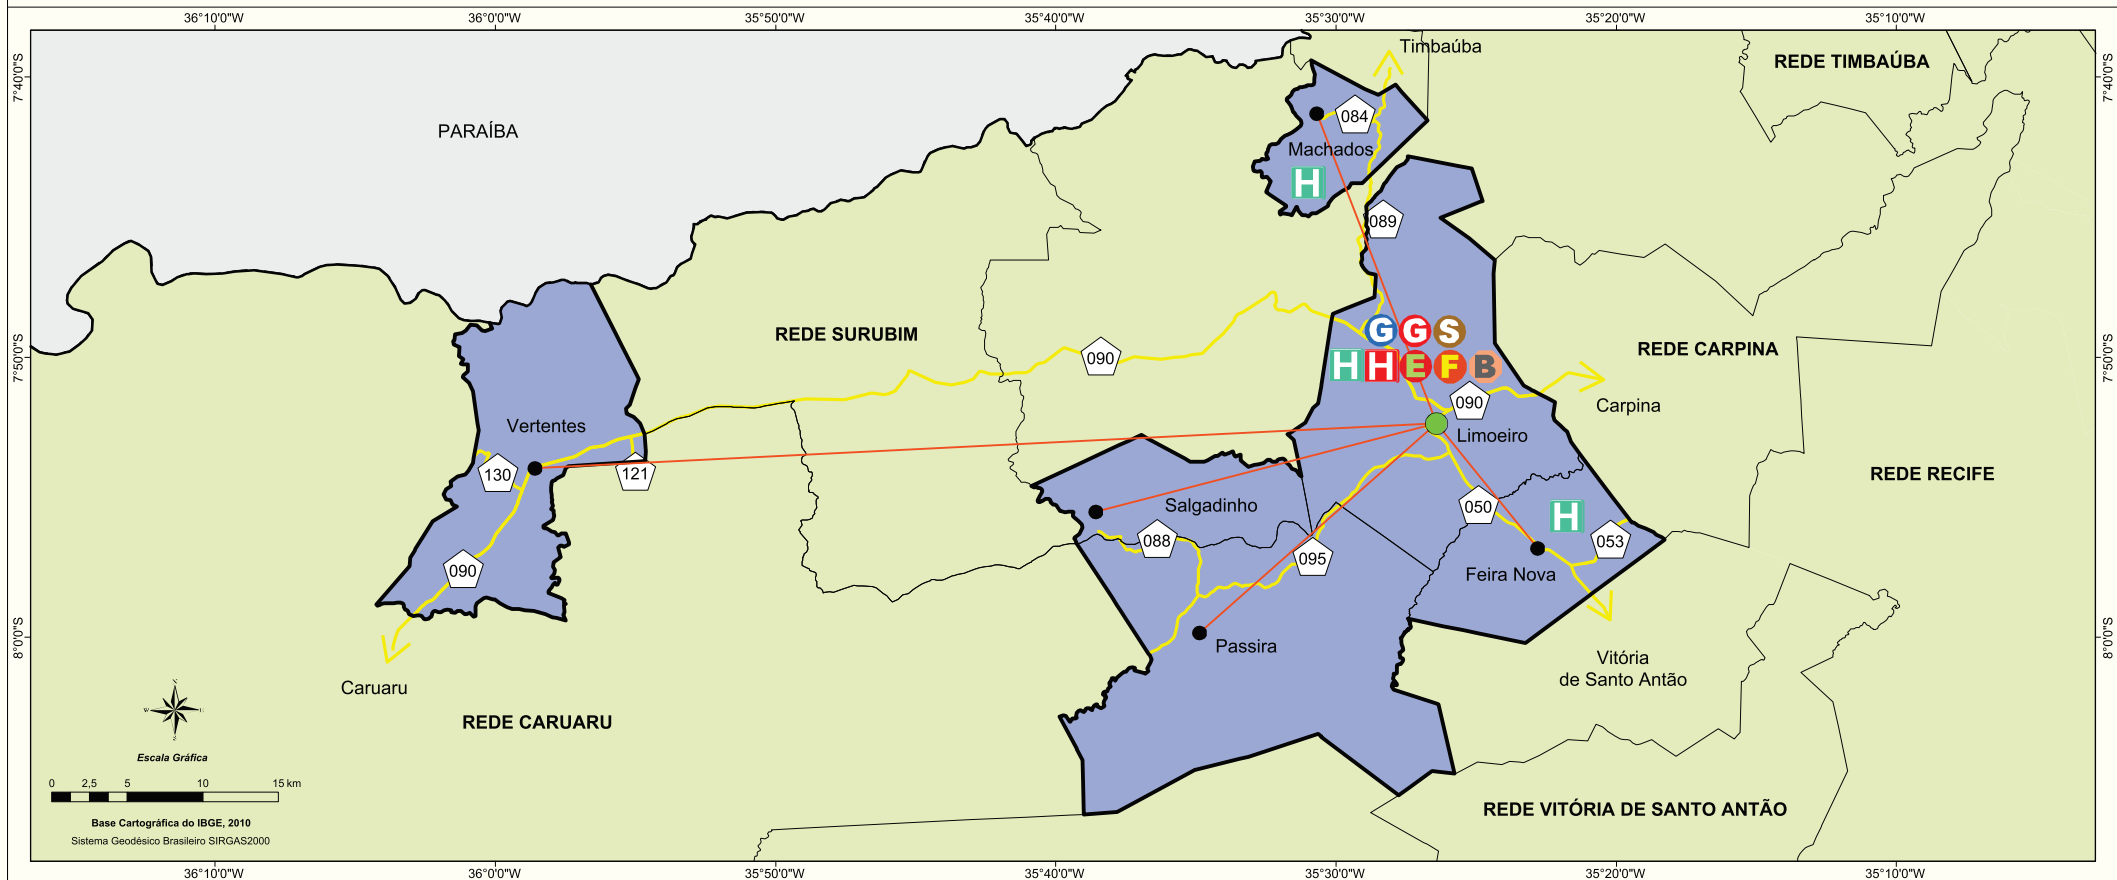 36°10'0"W 36°0'0"W 35°50'0"W 35°40'0"W 35°30'0"W 35°20'0"W 35°10'0"W
Timbaúba
REDE TIMBAÚBA
7°40'0"S
7°40'0"S
PARAÍBA
084
Machados
H
089
REDE SURUBIM
G G S
REDE CARPINA
7°50'0"S
7°50'0"S
090
H H E F B
090
Carpina
Vertentes
Limoeiro
130
121
REDE RECIFE
Salgadinho
050
H
088
053
095
090
Feira Nova
8°0'0"S
8°0'0"S
Passira
Vitória
de Santo Antão
Caruaru
N
W E
S
REDE CARUARU
Escala Gráfica
0 2,5 5 10 15 km
REDE VITÓRIA DE SANTO ANTÃO
Base Cartográfica do IBGE, 2010
Sistema Geodésico Brasileiro SIRGAS2000
36°10'0"W 36°0'0"W 35°50'0"W 35°40'0"W 35°30'0"W 35°20'0"W 35°10'0"W